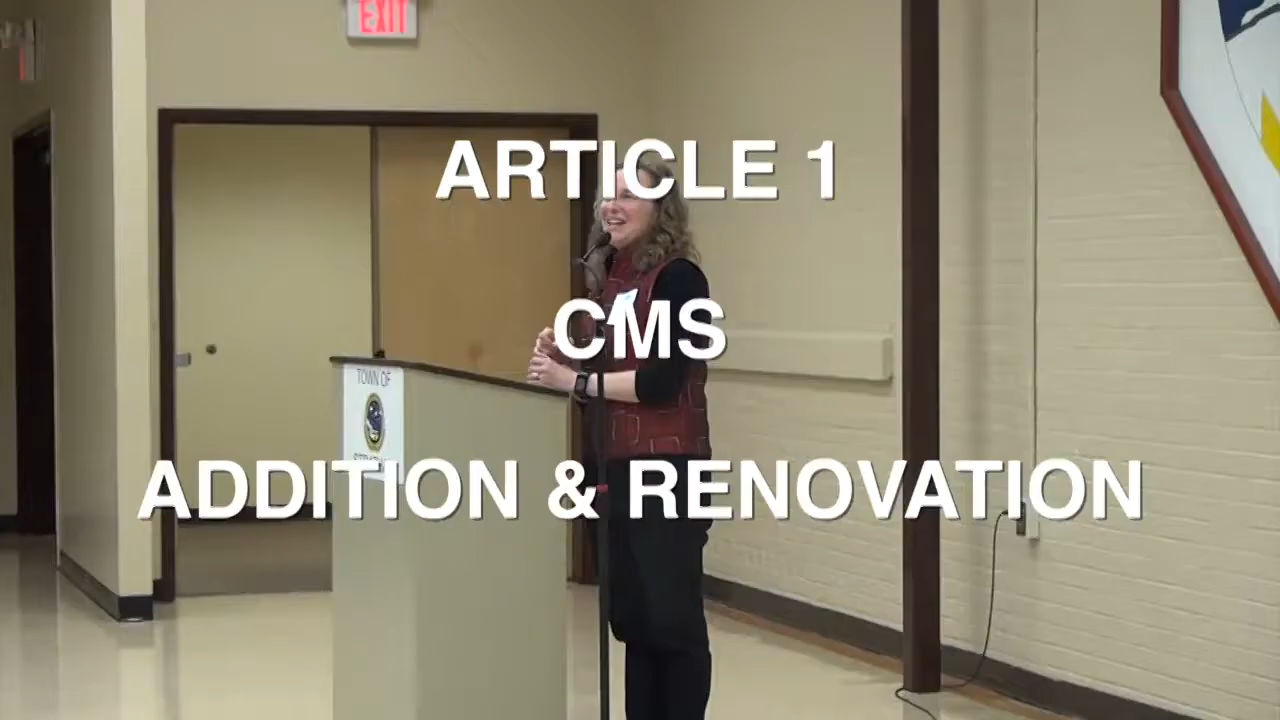 EXIT
ARTICLE 1
CMS
TOWN OF
ADDITION & RENOVATION